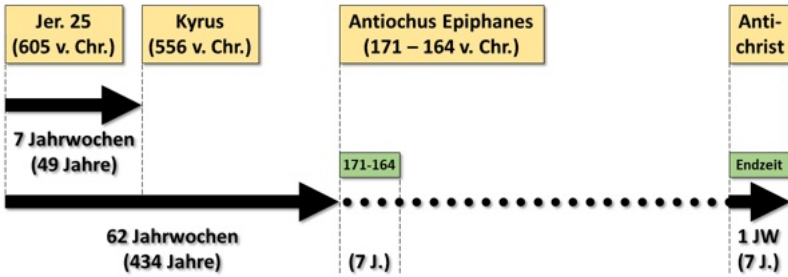 Jer. 25
(605 v. Chr.)
Kyrus
(556 v. Chr.)
Antiochus Epiphanes
(171 – 164 v. Chr.)
Anti-
christ
7 Jahrwochen
(49 Jahre)
171-164
Endzeit
62 Jahrwochen
(434 Jahre)
(7 J.)
1 JW
(7 J.)